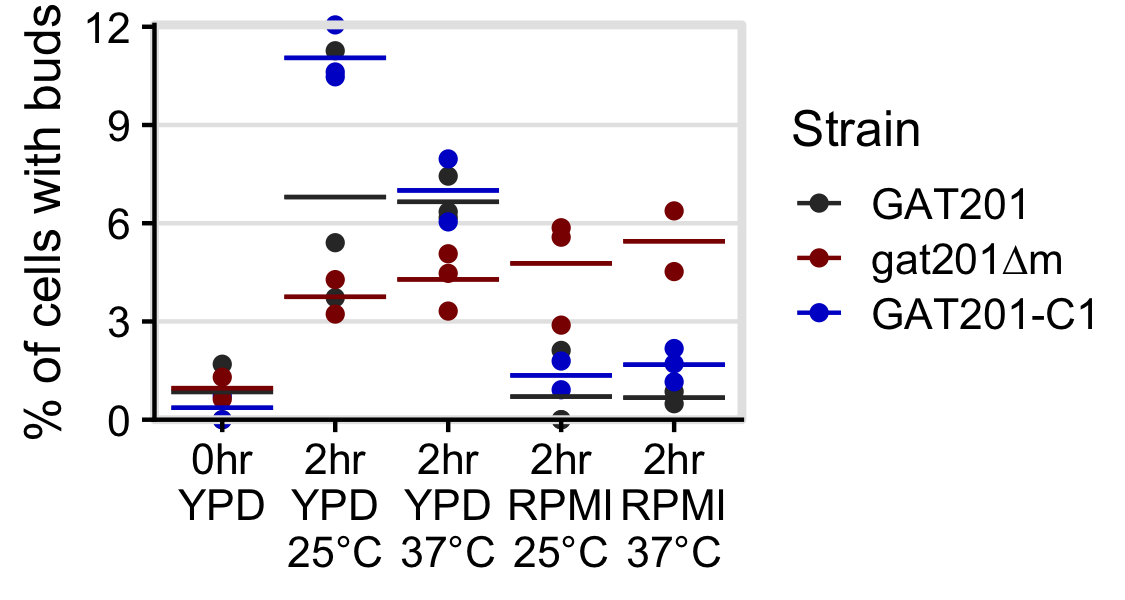 % of cells with buds
12
9
6
3
0
0hr
YPD
2hr
YPD
25°C
2hr
YPD
37°C
2hr
RPMI
25°C
2hr
RPMI
37°C
Strain
GAT201
gat201Δm
GAT201-C1